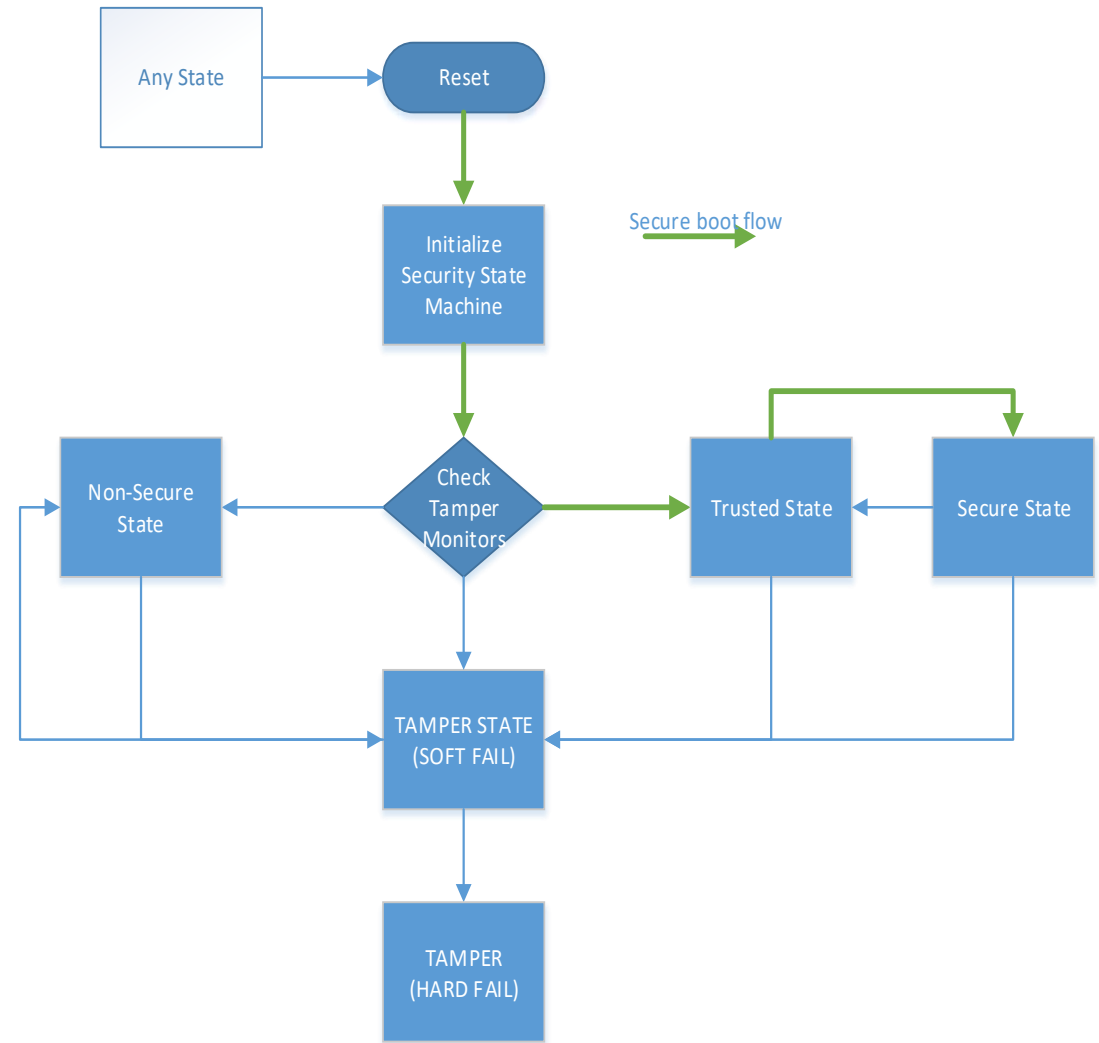 Any State
Reset
Secure boot flow
Initialize
Security State
Machine
Non-Secure
State
Check
Tamper
Monitors
Trusted State
Secure State
TAMPER STATE
(SOFT FAIL)
TAMPER
(HARD FAIL)